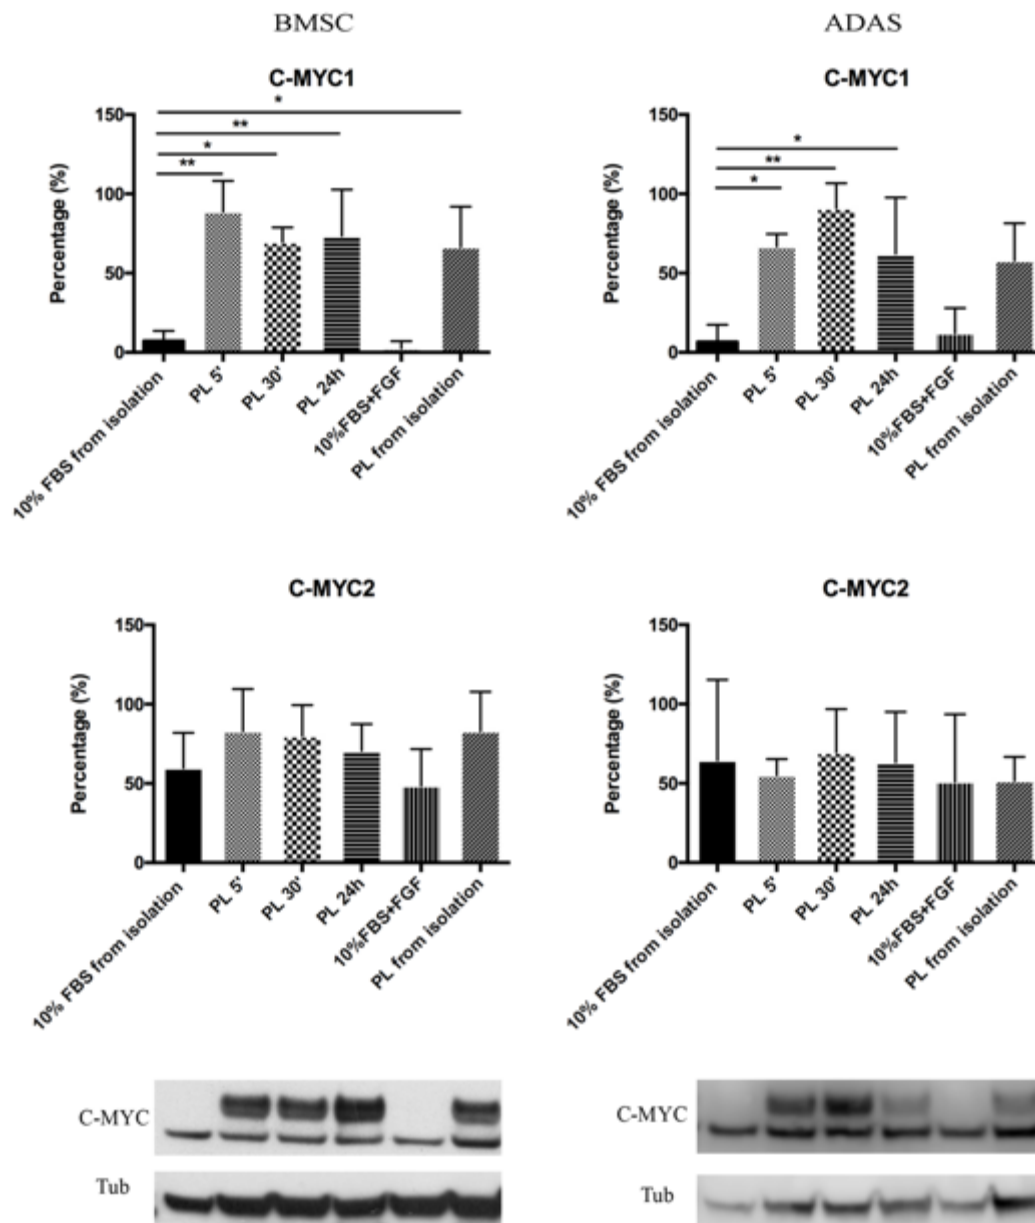 BMSC
ADAS
C-MYC1
150
100
50
0
Percentage (%)
*
**
*
**
10% FBS from isolation
PL 5'
PL 30'
PL 24h
10%FBS+FGF
PL from isolation
C-MYC1
150
100
50
0
Percentage (%)
*
**
*
10% FBS from isolation
PL 5'
PL 30'
PL 24h
10%FBS+FGF
PL from isolation
C-MYC2
150
100
50
0
Percentage (%)
10% FBS from isolation
PL 5'
PL 30'
PL 24h
10%FBS+FGF
PL from isolation
C-MYC2
150
100
50
0
Percentage (%)
10% FBS from isolation
PL 5'
PL 30'
PL 24h
10%FBS+FGF
PL from isolation
C-MYC
Tub
C-MYC
Tub